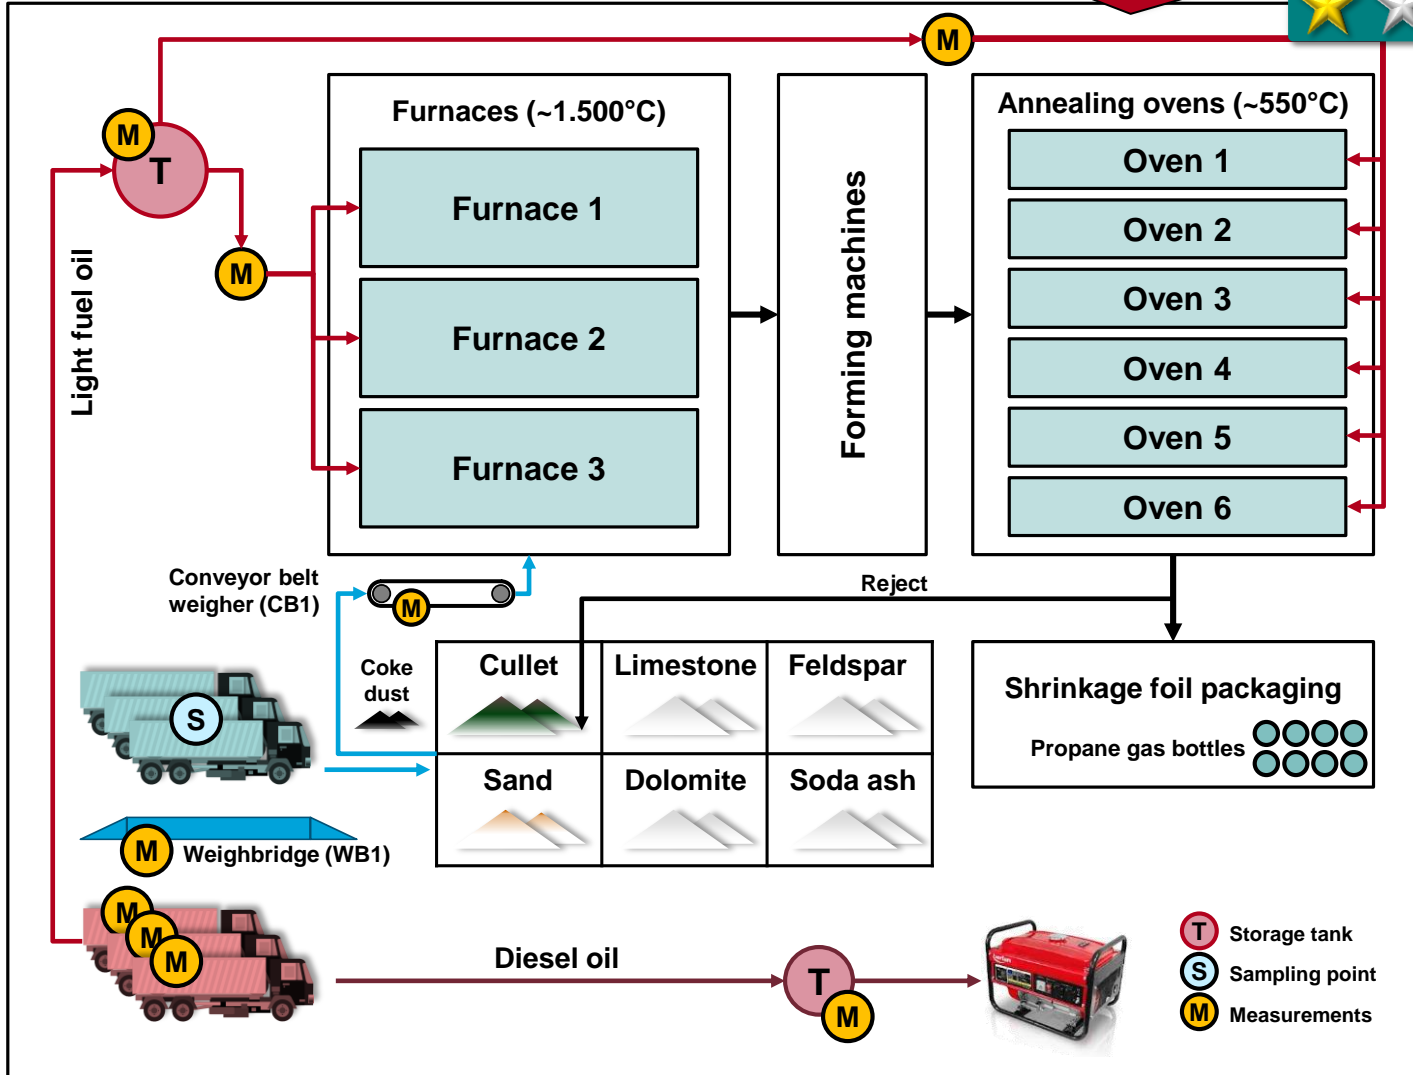 M
Furnaces (~1.500°C)
Annealing ovens (~550°C)
M
T
Oven 1
Furnace 1
Oven 2
M
Light fuel oil
Forming machines
Oven 3
Furnace 2
Oven 4
Oven 5
Furnace 3
Oven 6
Conveyor belt
weigher (CB1)
M
Reject
Coke
dust
Cullet
Limestone
Feldspar
Shrinkage foil packaging
Propane gas bottles
S
Sand
Dolomite
Soda ash
M
Weighbridge (WB1)
M
M
M
Diesel oil
T
M
T
Storage tank
S
Sampling point
M
Measurements